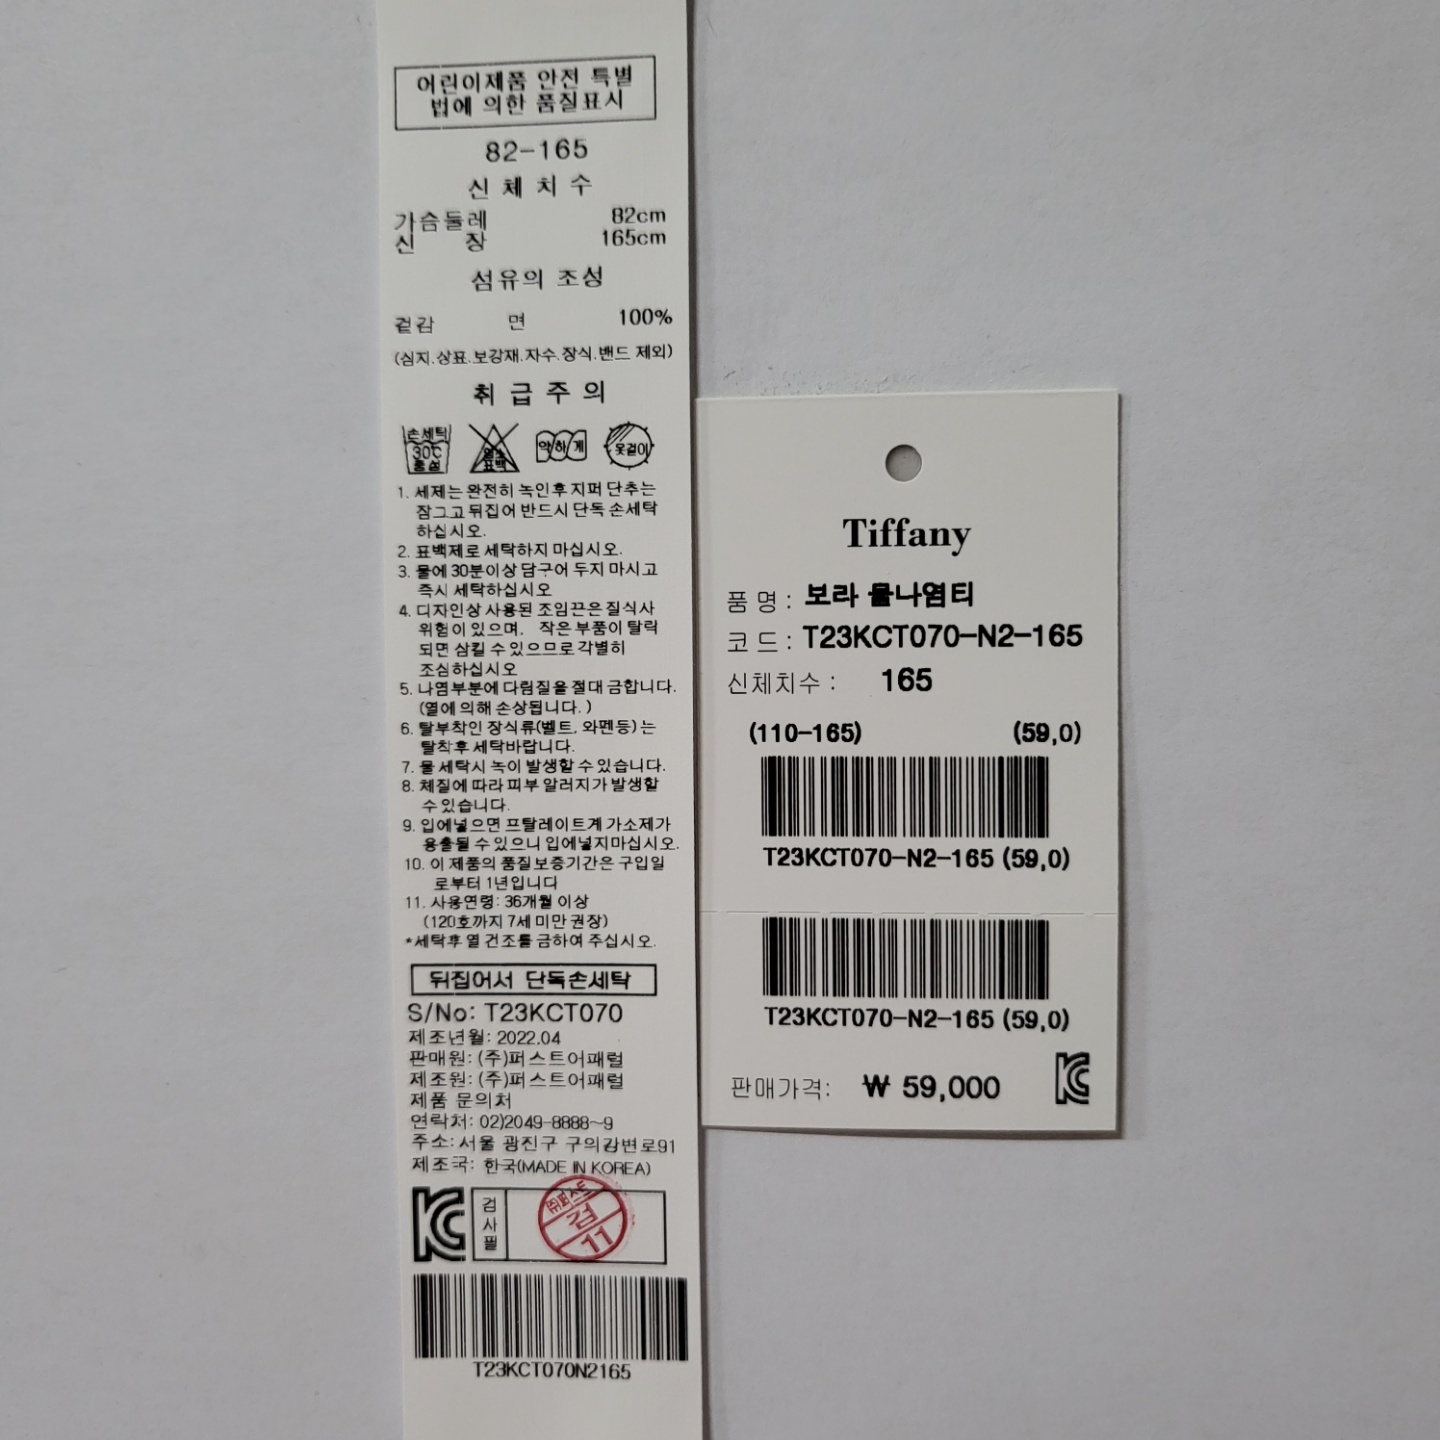 어린이제품 안전 특별
법에 의한 품질표시
82-165
신 체 치 수
가슴둘레 82cm
신 장 165cm
섬유의 조성
겉감 면 100%
(심지.상표.보강재.자수.장식.밴드 제외)
취 급 주 의
손세탁
30℃
중성
염소
표백
약하게
옷걸이
1. 세제는 완전히 녹인후 지퍼 단추는
잠그고 뒤집어 반드시 단독 손세탁
하십시오.
2. 표백제로 세탁하지 마십시오.
3. 물에 30분이상 담구어 두지 마시고
즉시 세탁하십시오
4. 디자인상 사용된 조임끈은 질식사
위험이 있으며, 작은 부품이 탈락
되면 삼킬 수 있으므로 각별히
조심하십시오
5. 나염부분에 다림질을 절대 금합니다.
(열에 의해 손상됩니다.)
6. 탈부착인 장식류(벨트, 와펜등)는
탈착후 세탁바랍니다.
7. 물 세탁시 녹이 발생할 수 있습니다.
8. 체질에 따라 피부 알러지가 발생할
수 있습니다.
9. 입에넣으면 프탈레이트계 가소제가
용출될 수 있으니 입에넣지마십시오.
10. 이 제품의 품질보증기간은 구입일
로부터 1년입니다
11. 사용연령: 36개월 이상
(120호까지 7세 미만 권장)
*세탁후 열 건조를 금하여 주십시오.
뒤집어서 단독손세탁
S/No: T23KCT070
제조년월: 2022.04
판매원: (주)퍼스트어패럴
제조원: (주)퍼스트어패럴
제품 문의처
연락처: 02)2049-8888~9
주소: 서울 광진구 구의강변로91
제조국: 한국(MADE IN KOREA)
KC
검사필
㈜퍼스트
검
11
T23KCT070N2165
Tiffany
품 명 : 보라 물나염티
코 드 : T23KCT070-N2-165
신체치수 : 165
(110-165) (59,0)
T23KCT070-N2-165 (59,0)
T23KCT070-N2-165 (59,0)
판매가격: ₩ 59,000
KC